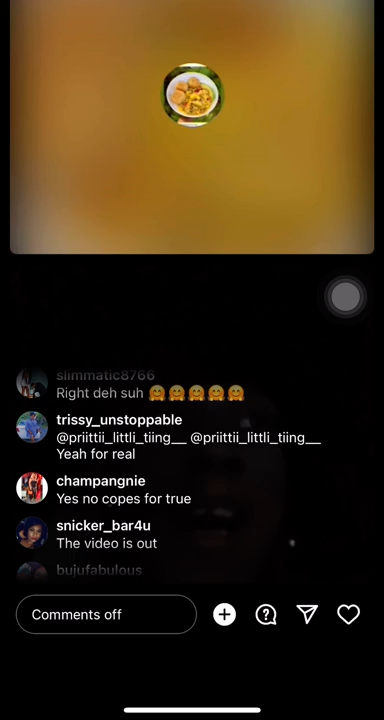 slimmatic8766
Right deh suh 🤗🤗🤗🤗🤗
trissy_unstoppable
@priittii_littli_tiing__ @priittii_littli_tiing__
Yeah for real
champangnie
Yes no copes for true
snicker_bar4u
The video is out
bujufabulous
Comments off